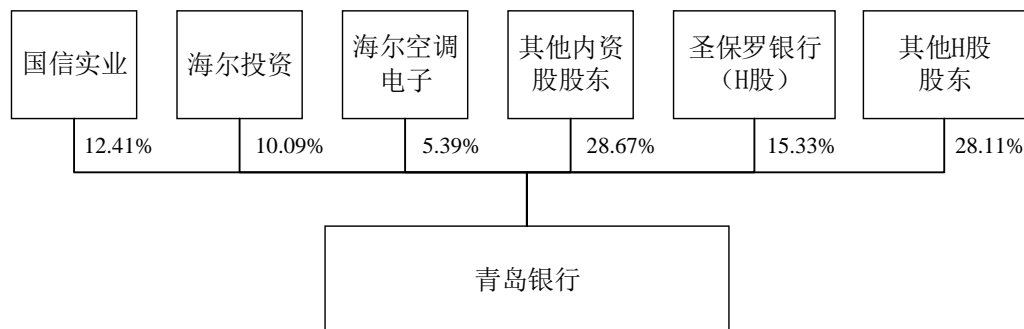 国信实业
海尔投资
海尔空调
电子
其他内资
股股东
圣保罗银行
（H股）
其他H股
股东
12.41%
10.09%
5.39%
28.67%
15.33%
28.11%
青岛银行